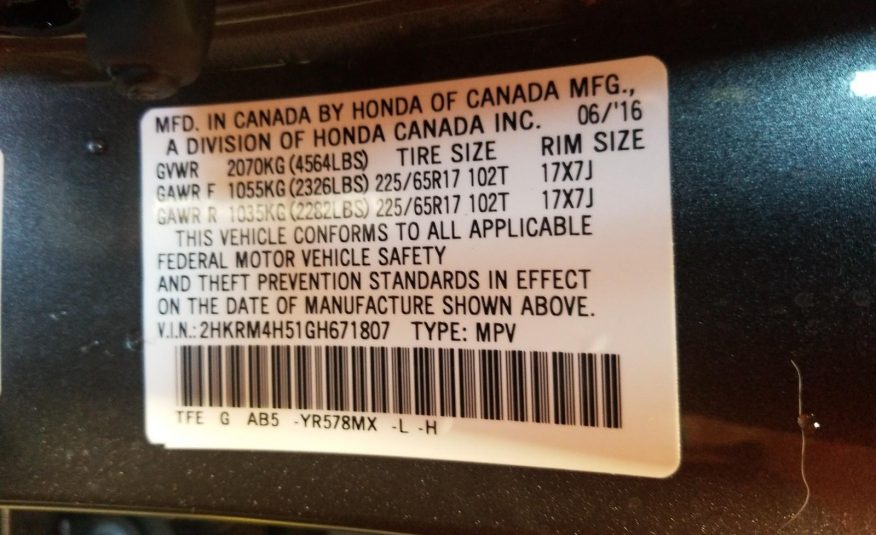 MFD. IN CANADA BY HONDA OF CANADA MFG.,
A DIVISION OF HONDA CANADA INC. 06/'16
GVWR 2070KG (4564LBS) TIRE SIZE RIM SIZE
GAWR F 1055KG (2326LBS) 225/65R17 102T 17X7J
GAWR R 1035KG (2282LBS) 225/65R17 102T 17X7J
THIS VEHICLE CONFORMS TO ALL APPLICABLE
FEDERAL MOTOR VEHICLE SAFETY
AND THEFT PREVENTION STANDARDS IN EFFECT
ON THE DATE OF MANUFACTURE SHOWN ABOVE.
V.I.N.: 2HKRM4H51GH671807 TYPE: MPV
TFE G AB5 -YR578MX -L -H